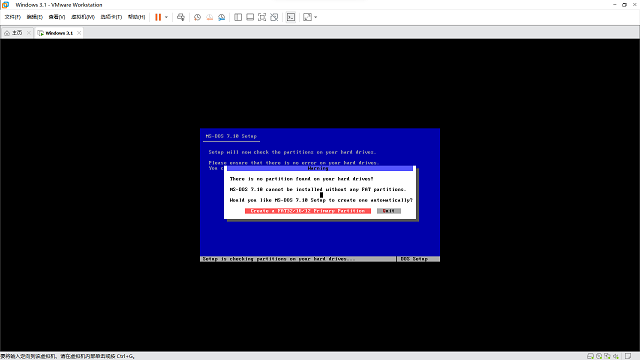 Windows 3.1 - VMware Workstation
文件(F) 编辑(E) 查看(V) 虚拟机(M) 选项卡(T) 帮助(H)
主页 Windows 3.1
MS-DOS 7.10 Setup
Setup will now check the partitions on your hard drives.
Please ensure that there is no error on your hard drives.
You c
Warning
There is no partition found on your hard drives!
MS-DOS 7.10 cannot be installed without any FAT partitions.
Would you like MS-DOS 7.10 Setup to create one automatically?
Create a FAT32/16/12 Primary Partition Quit
Setup is checking partitions on your hard drives... DOS Setup
要将输入定向到该虚拟机，请在虚拟机内部单击或按 Ctrl+G。